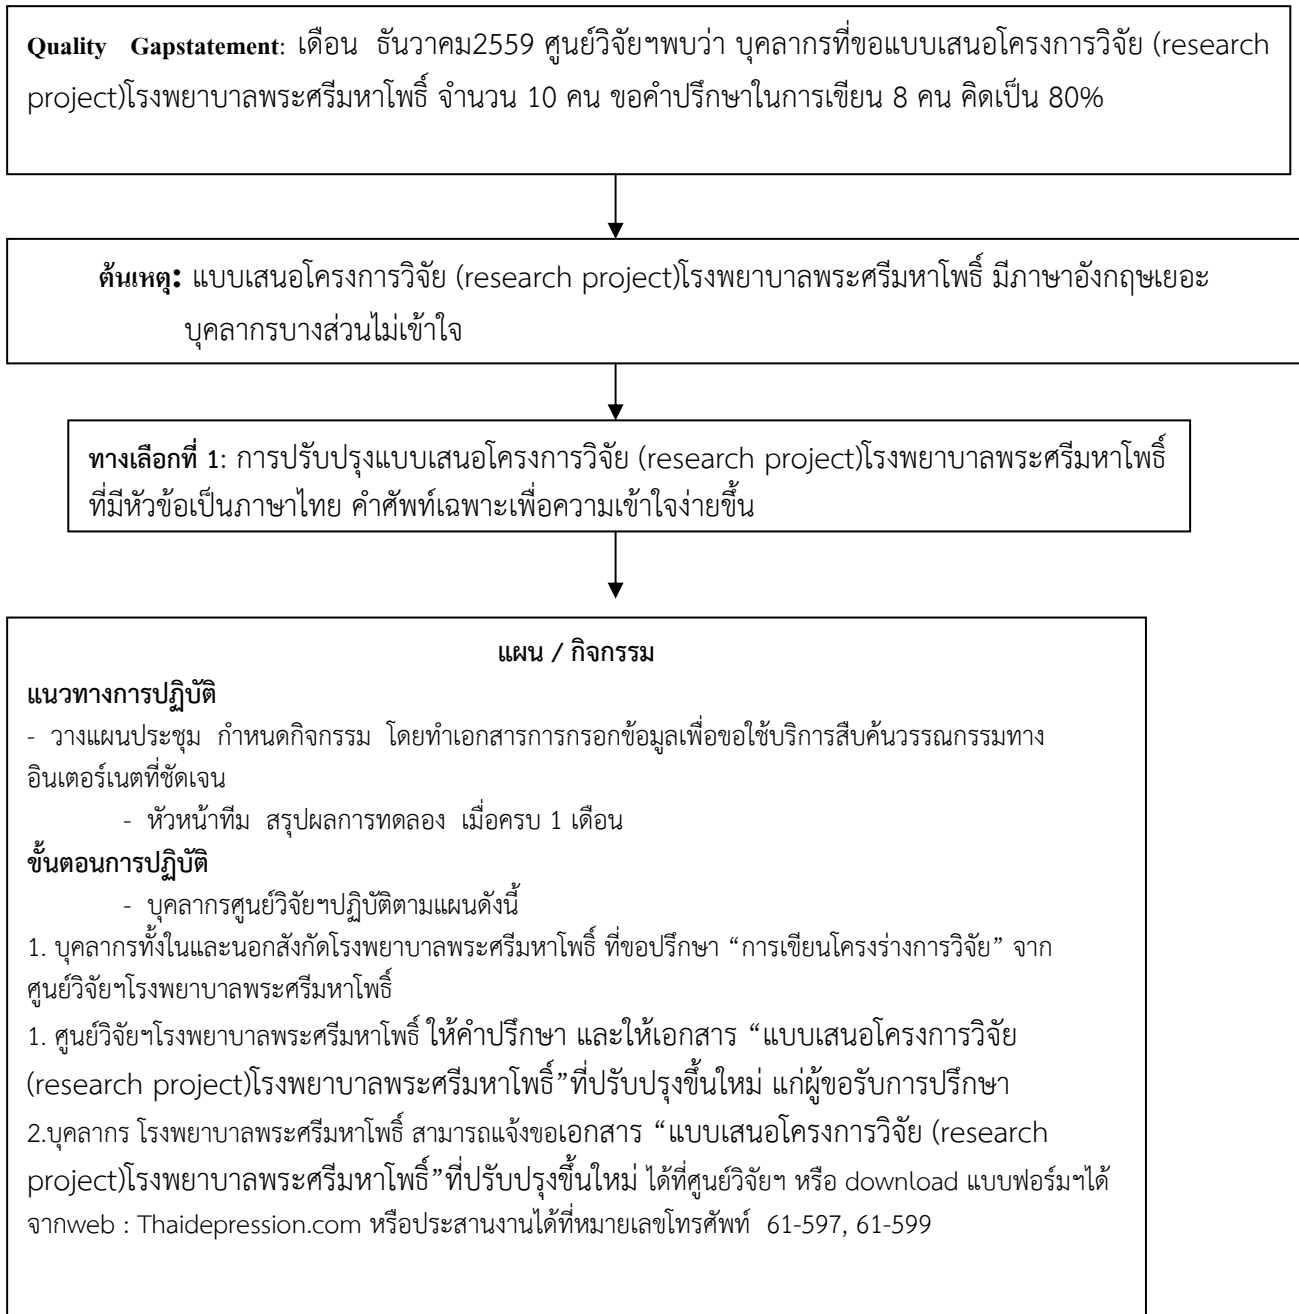 Quality Gapstatement: เดือน ธันวาคม2559 ศูนย์วิจัยฯพบว่า บุคลากรที่ขอแบบเสนอโครงการวิจัย (research
project)โรงพยาบาลพระศรีมหาโพธิ์ จำนวน 10 คน ขอคำปรึกษาในการเขียน 8 คน คิดเป็น 80%
ต้นเหตุ: แบบเสนอโครงการวิจัย (research project)โรงพยาบาลพระศรีมหาโพธิ์ มีภาษาอังกฤษเยอะ
บุคลากรบางส่วนไม่เข้าใจ
ทางเลือกที่ 1: การปรับปรุงแบบเสนอโครงการวิจัย (research project)โรงพยาบาลพระศรีมหาโพธิ์
ที่มีหัวข้อเป็นภาษาไทย คำศัพท์เฉพาะเพื่อความเข้าใจง่ายขึ้น
แผน / กิจกรรม
แนวทางการปฏิบัติ
- วางแผนประชุม กำหนดกิจกรรม โดยทำเอกสารการกรอกข้อมูลเพื่อขอใช้บริการสืบค้นวรรณกรรมทาง
อินเตอร์เนตที่ชัดเจน
- หัวหน้าทีม สรุปผลการทดลอง เมื่อครบ 1 เดือน
ขั้นตอนการปฏิบัติ
- บุคลากรศูนย์วิจัยฯปฏิบัติตามแผนดังนี้
1. บุคลากรทั้งในและนอกสังกัดโรงพยาบาลพระศรีมหาโพธิ์ ที่ขอปรึกษา “การเขียนโครงร่างการวิจัย” จาก
ศูนย์วิจัยฯโรงพยาบาลพระศรีมหาโพธิ์
1. ศูนย์วิจัยฯโรงพยาบาลพระศรีมหาโพธิ์ ให้คำปรึกษา และให้เอกสาร “แบบเสนอโครงการวิจัย
(research project)โรงพยาบาลพระศรีมหาโพธิ์”ที่ปรับปรุงขึ้นใหม่ แก่ผู้ขอรับการปรึกษา
2.บุคลากร โรงพยาบาลพระศรีมหาโพธิ์ สามารถแจ้งขอเอกสาร “แบบเสนอโครงการวิจัย (research
project)โรงพยาบาลพระศรีมหาโพธิ์”ที่ปรับปรุงขึ้นใหม่ ได้ที่ศูนย์วิจัยฯ หรือ download แบบฟอร์มฯได้
จากweb : Thaidepression.com หรือประสานงานได้ที่หมายเลขโทรศัพท์ 61-597, 61-599